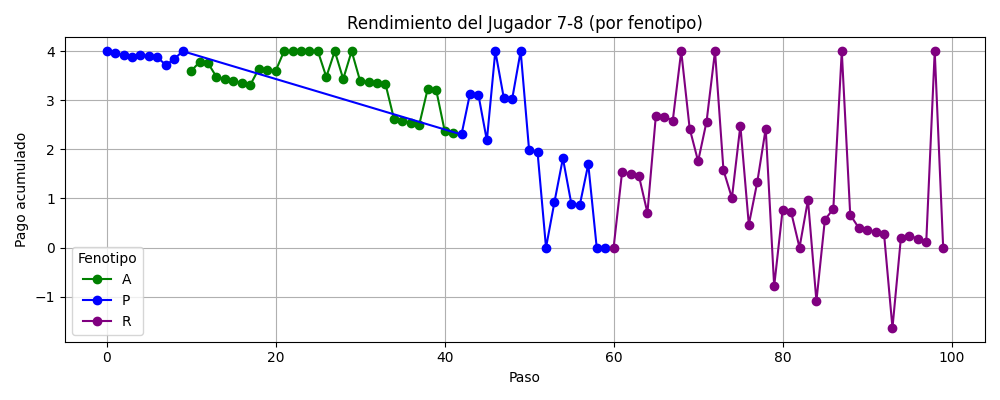 Rendimiento del Jugador 7-8 (por fenotipo)
Pago acumulado
4
3
2
1
0
−1
Fenotipo
A
P
R
0 20 40 60 80 100
Paso